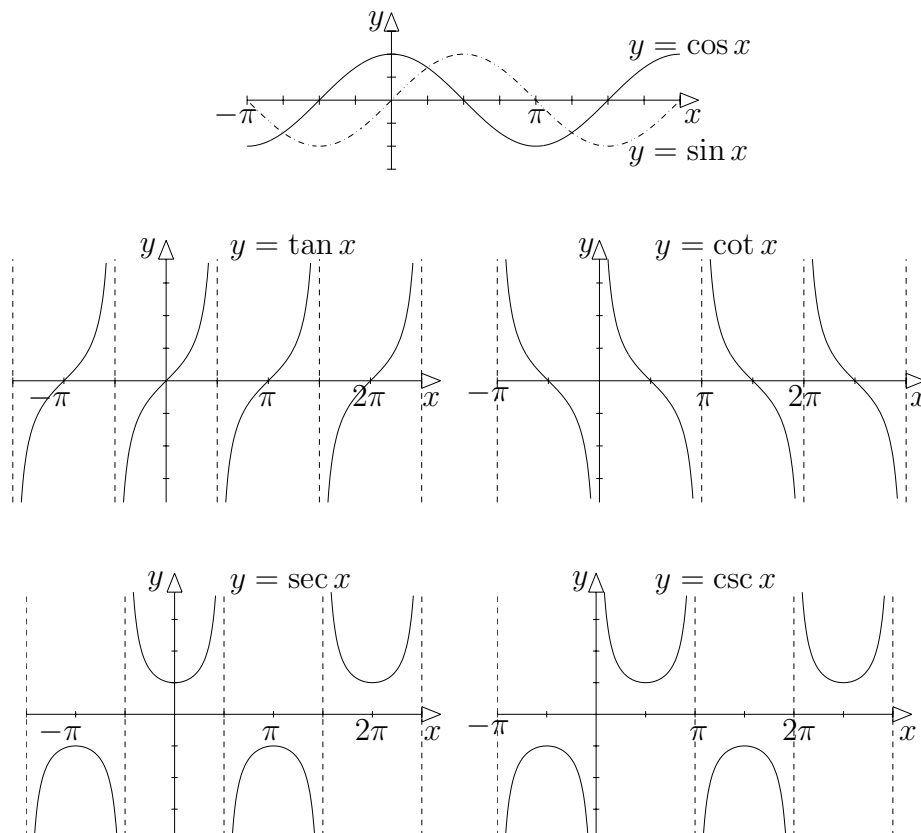 y
y = cos x
−π
π
x
y = sin x
y
y = tan x
−π
π
2π
x
y
y = cot x
−π
π
2π
x
y
y = sec x
−π
π
2π
x
y
y = csc x
−π
π
2π
x